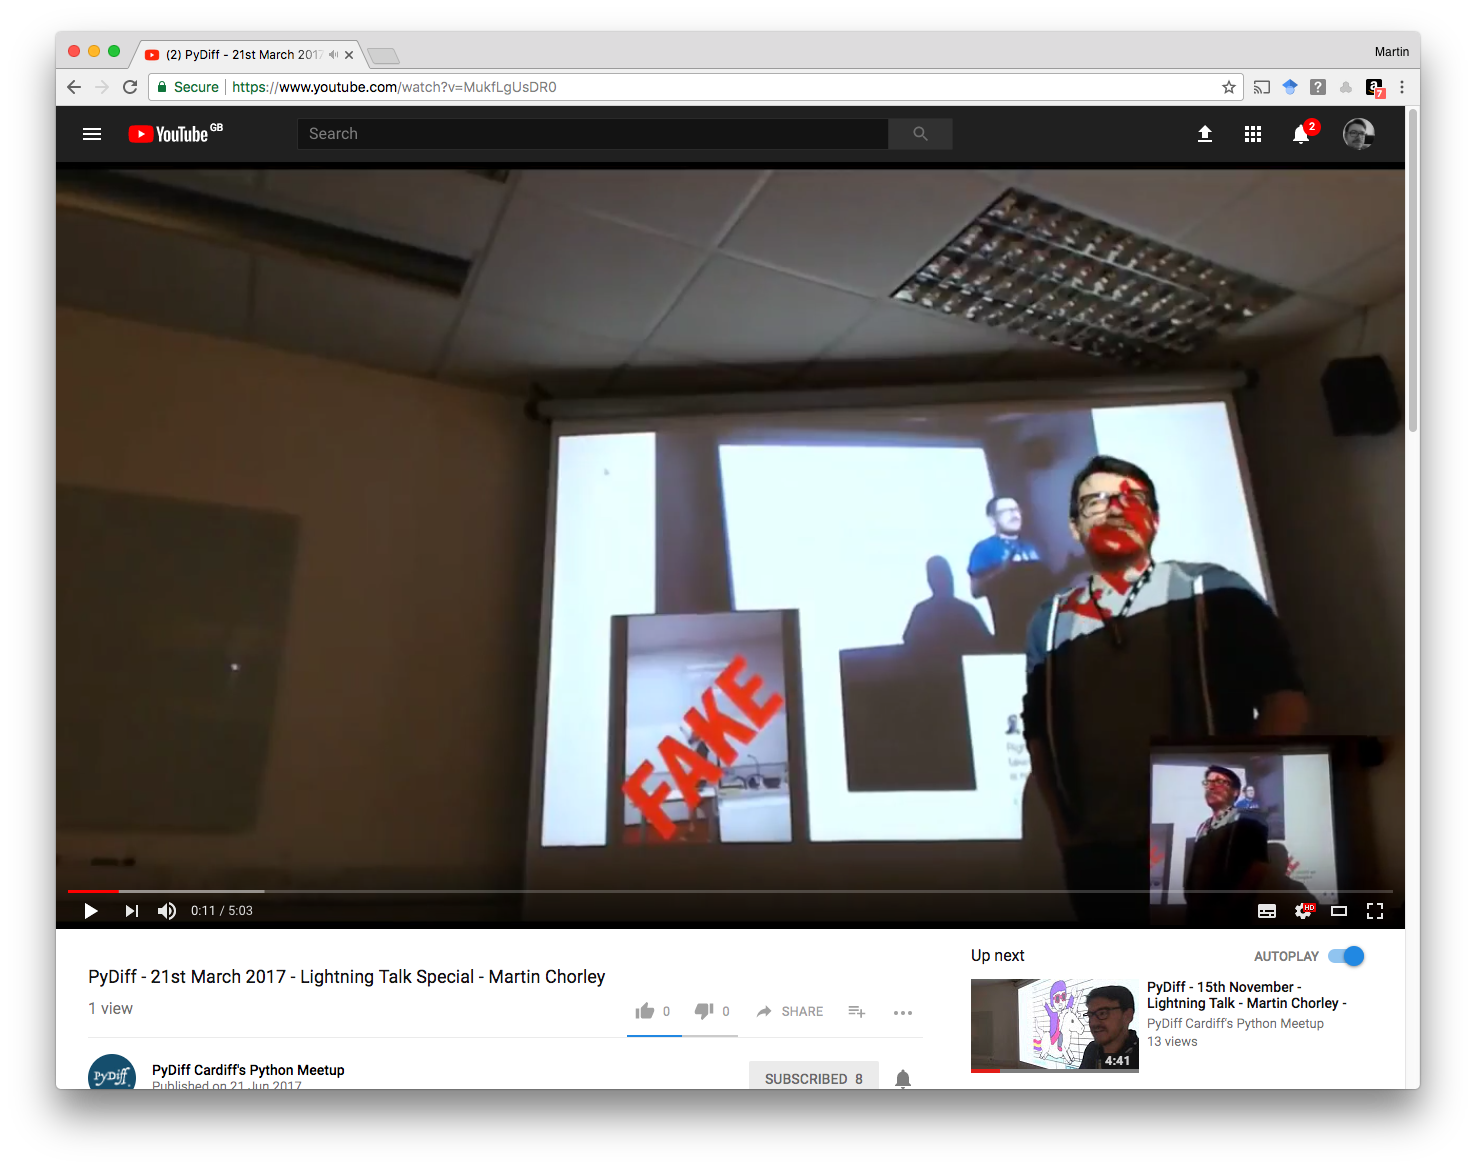 (2) PyDiff - 21st March 2017
Martin
Secure
https://www.youtube.com/watch?v=MukfLgUsDR0
7
YouTube GB
Search
2
FAKE
0:11 / 5:03
HD
PyDiff - 21st March 2017 - Lightning Talk Special - Martin Chorley
1 view
0
0
SHARE
PyDiff
PyDiff Cardiff's Python Meetup
Published on 21 Jun 2017
SUBSCRIBED 8
Up next
AUTOPLAY
4:41
PyDiff - 15th November -
Lightning Talk - Martin Chorley -
PyDiff Cardiff's Python Meetup
13 views